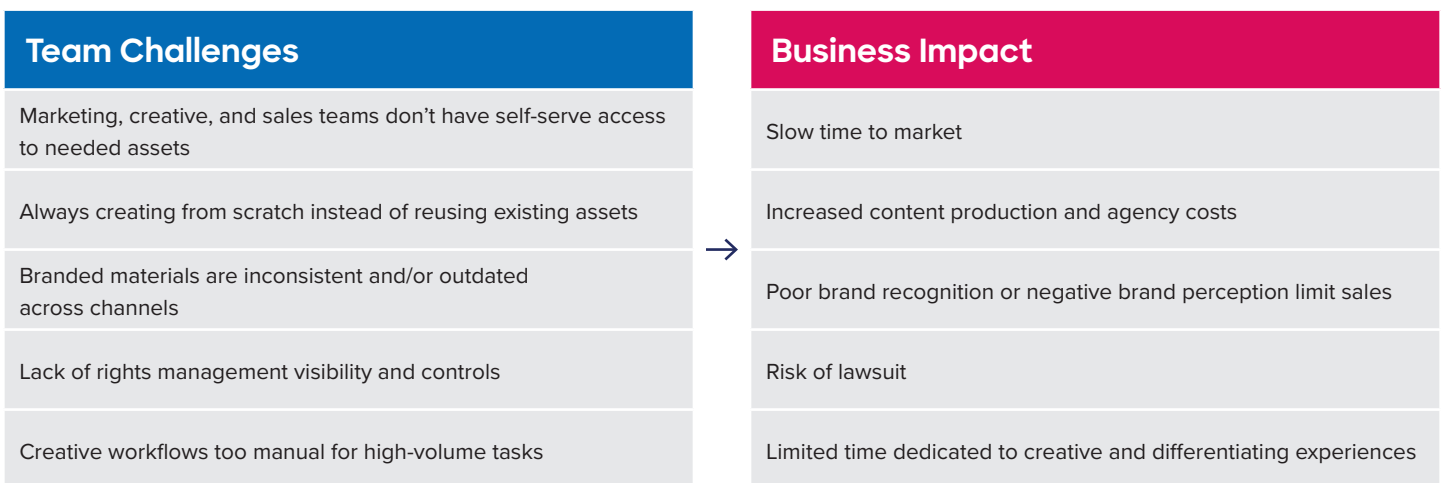 Team Challenges
Business Impact
Marketing, creative, and sales teams don’t have self-serve access
to needed assets
Slow time to market
Always creating from scratch instead of reusing existing assets
Increased content production and agency costs
Branded materials are inconsistent and/or outdated
across channels
Poor brand recognition or negative brand perception limit sales
Lack of rights management visibility and controls
Risk of lawsuit
Creative workflows too manual for high-volume tasks
Limited time dedicated to creative and differentiating experiences